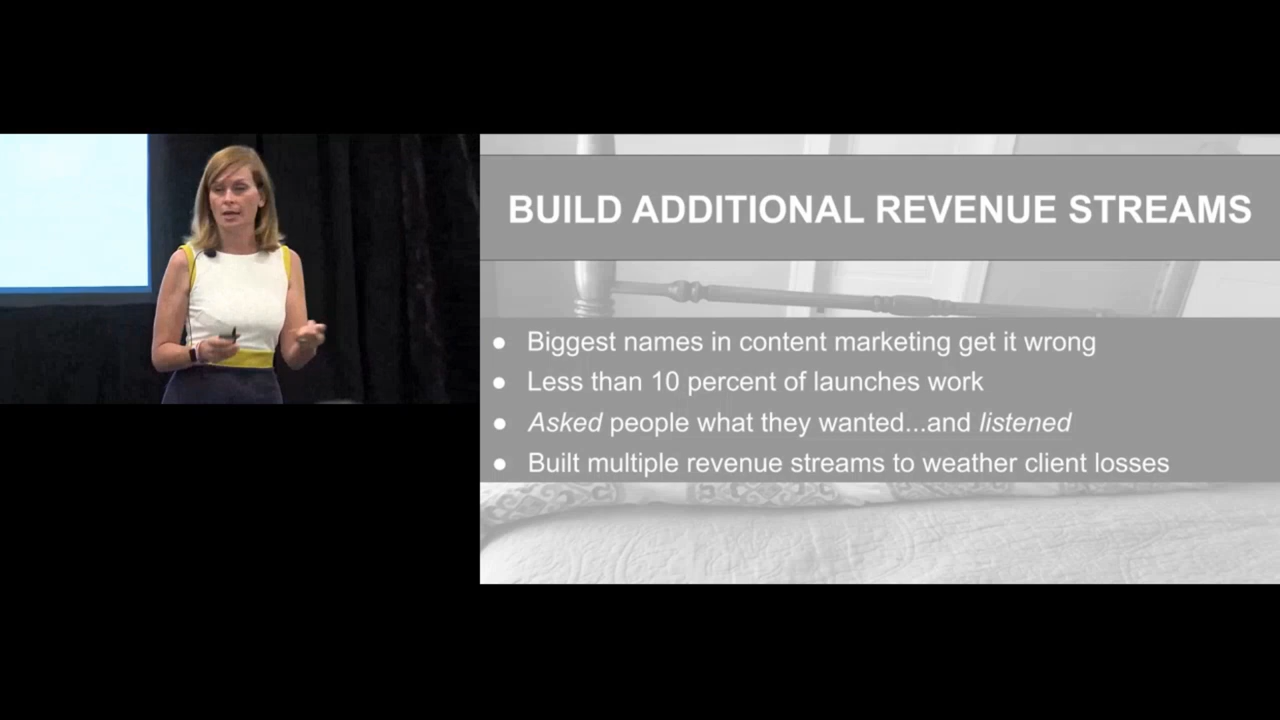 BUILD ADDITIONAL REVENUE STREAMS
● Biggest names in content marketing get it wrong
● Less than 10 percent of launches work
● Asked people what they wanted...and listened
● Built multiple revenue streams to weather client losses